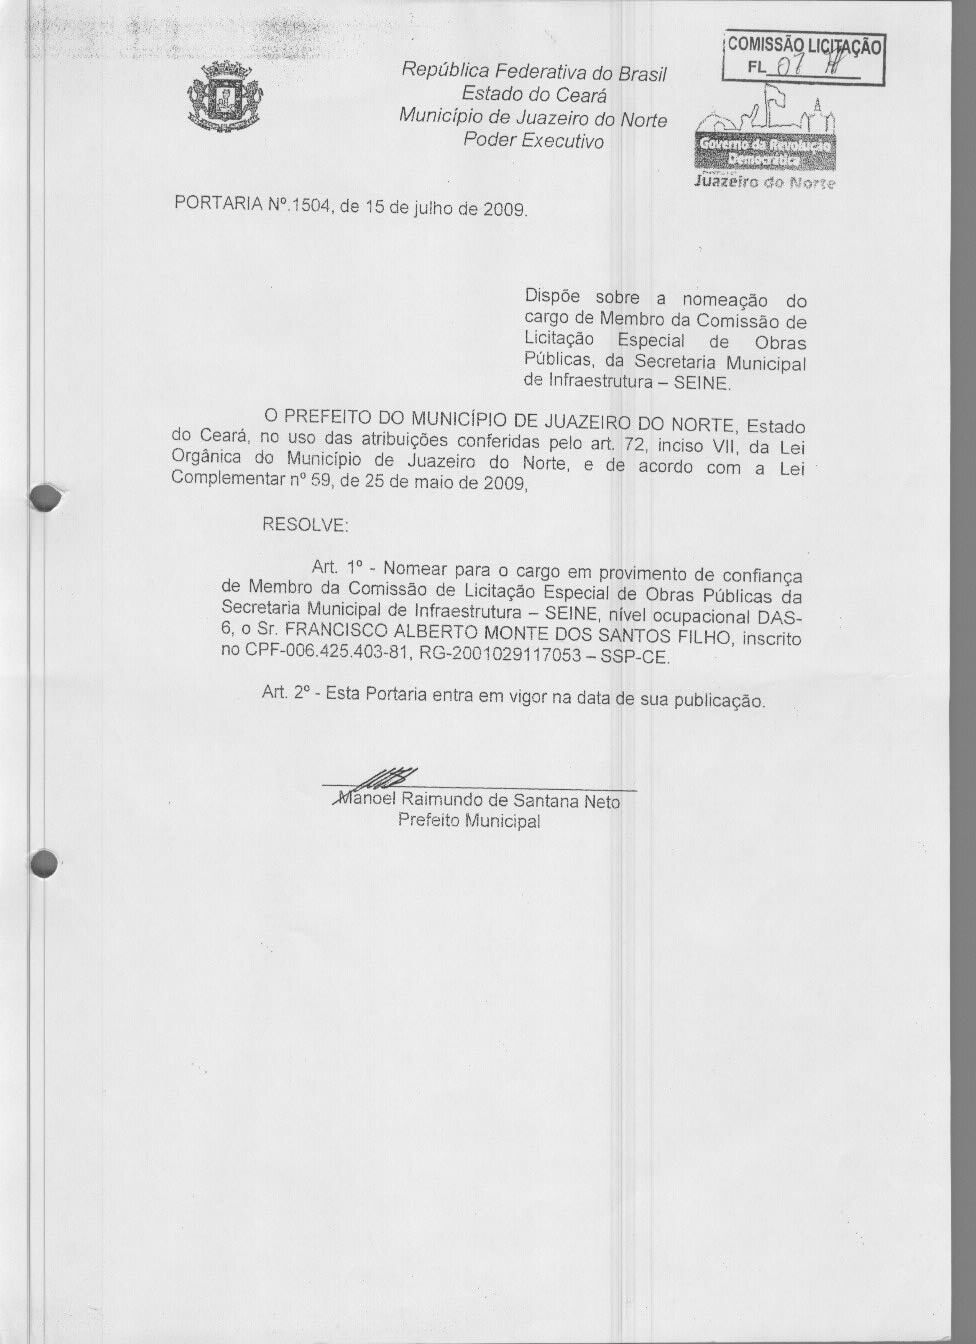 COMISSÃO LICITAÇÃO
FL 07
República Federativa do Brasil
Estado do Ceará
Município de Juazeiro do Norte
Poder Executivo
Governo da Revolução
Democrática
Juazeiro do Norte
PORTARIA Nº.1504, de 15 de julho de 2009.
Dispõe sobre a nomeação do
cargo de Membro da Comissão de
Licitação Especial de Obras
Públicas, da Secretaria Municipal
de Infraestrutura – SEINE.
O PREFEITO DO MUNICÍPIO DE JUAZEIRO DO NORTE, Estado
do Ceará, no uso das atribuições conferidas pelo art. 72, inciso VII, da Lei
Orgânica do Município de Juazeiro do Norte, e de acordo com a Lei
Complementar nº 59, de 25 de maio de 2009,
RESOLVE:
Art. 1º - Nomear para o cargo em provimento de confiança
de Membro da Comissão de Licitação Especial de Obras Públicas da
Secretaria Municipal de Infraestrutura – SEINE, nível ocupacional DAS-
6, o Sr. FRANCISCO ALBERTO MONTE DOS SANTOS FILHO, inscrito
no CPF-006.425.403-81, RG-2001029117053 – SSP-CE.
Art. 2º - Esta Portaria entra em vigor na data de sua publicação.
Manoel Raimundo de Santana Neto
Prefeito Municipal